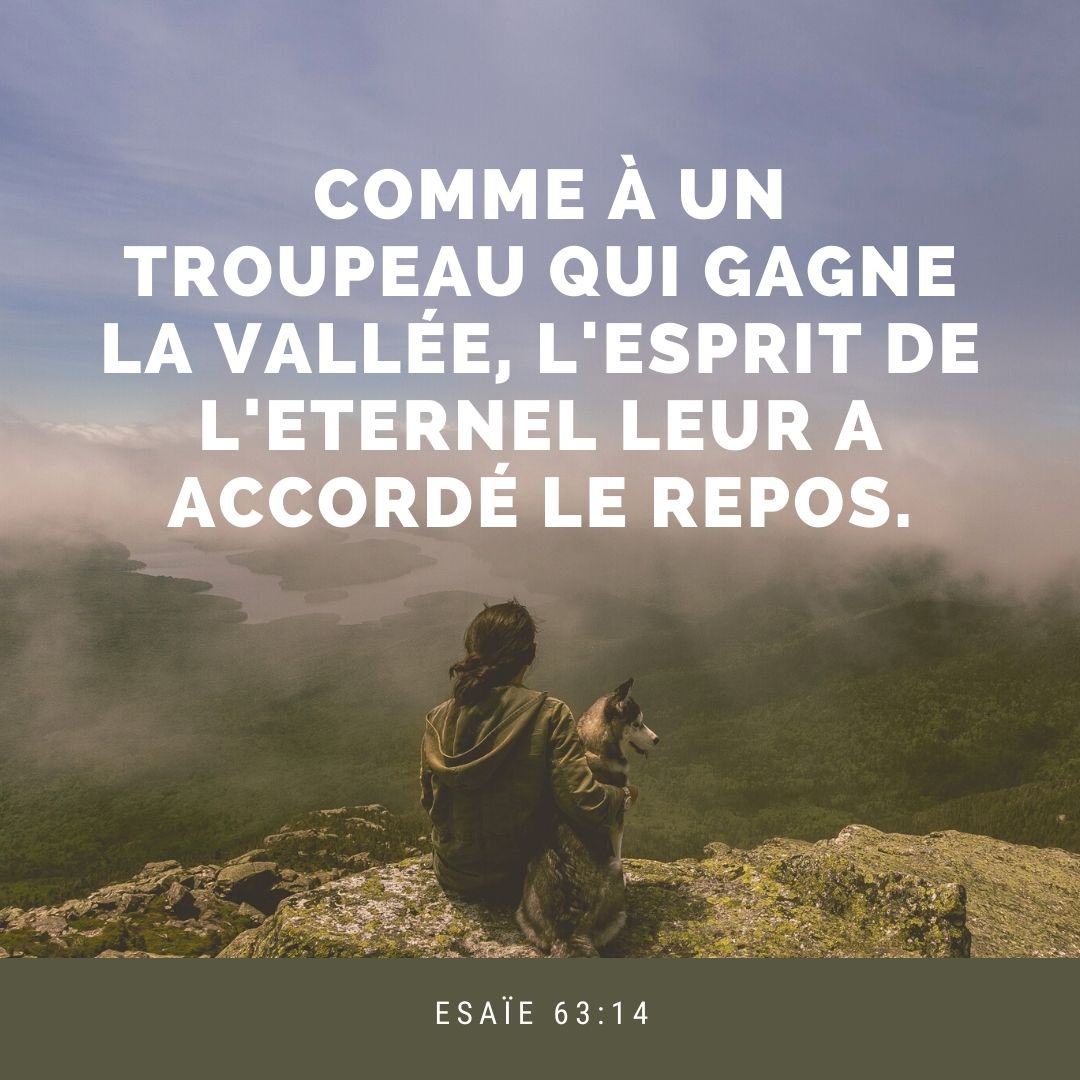 COMME À UN
TROUPEAU QUI GAGNE
LA VALLÉE, L'ESPRIT DE
L'ETERNEL LEUR A
ACCORDÉ LE REPOS.
ESAÏE 63:14